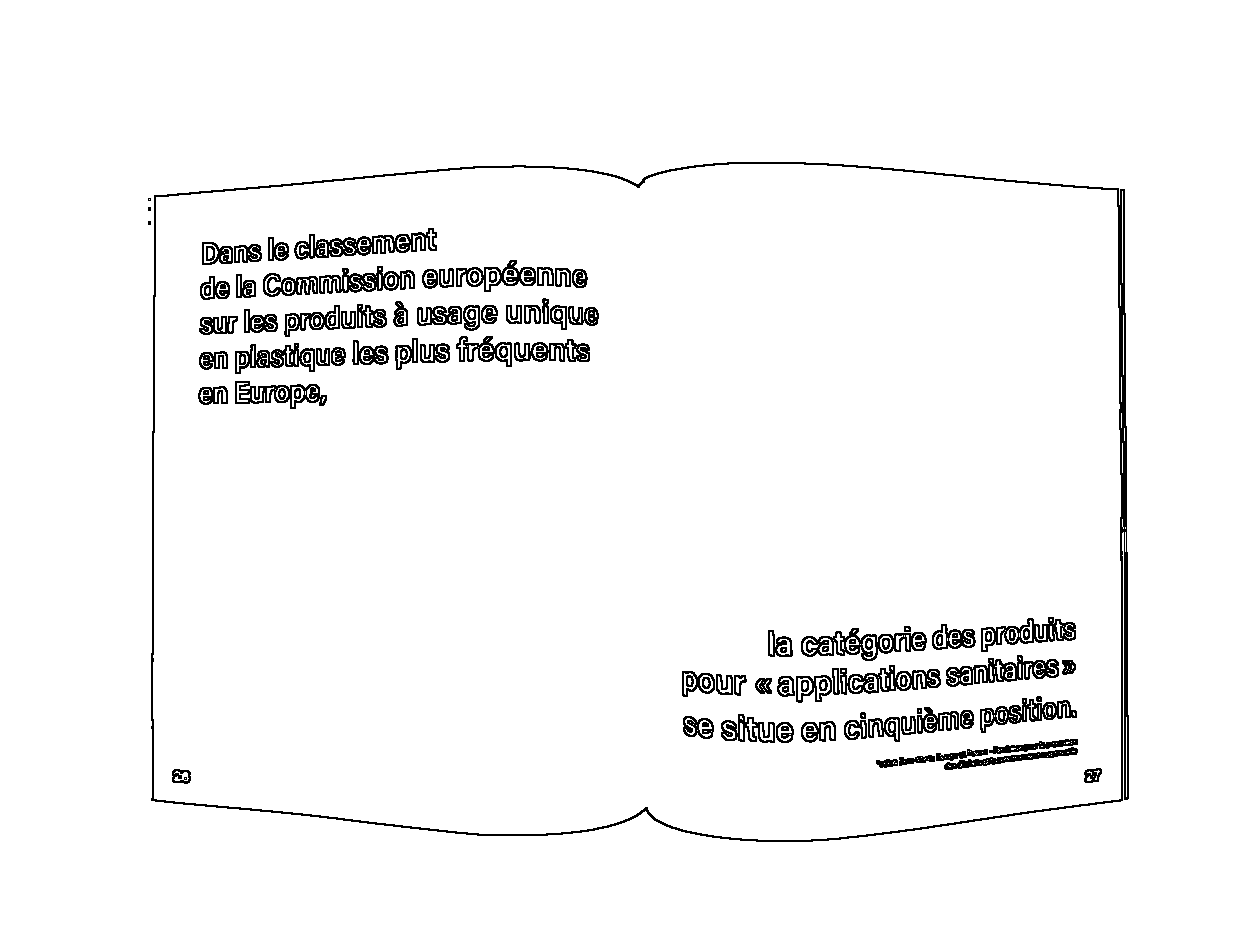 Dans le classement
de la Commission européenne
sur les produits à usage unique
en plastique les plus fréquents
en Europe,
la catégorie des produits
pour « applications sanitaires »
se situe en cinquième position.
26
27